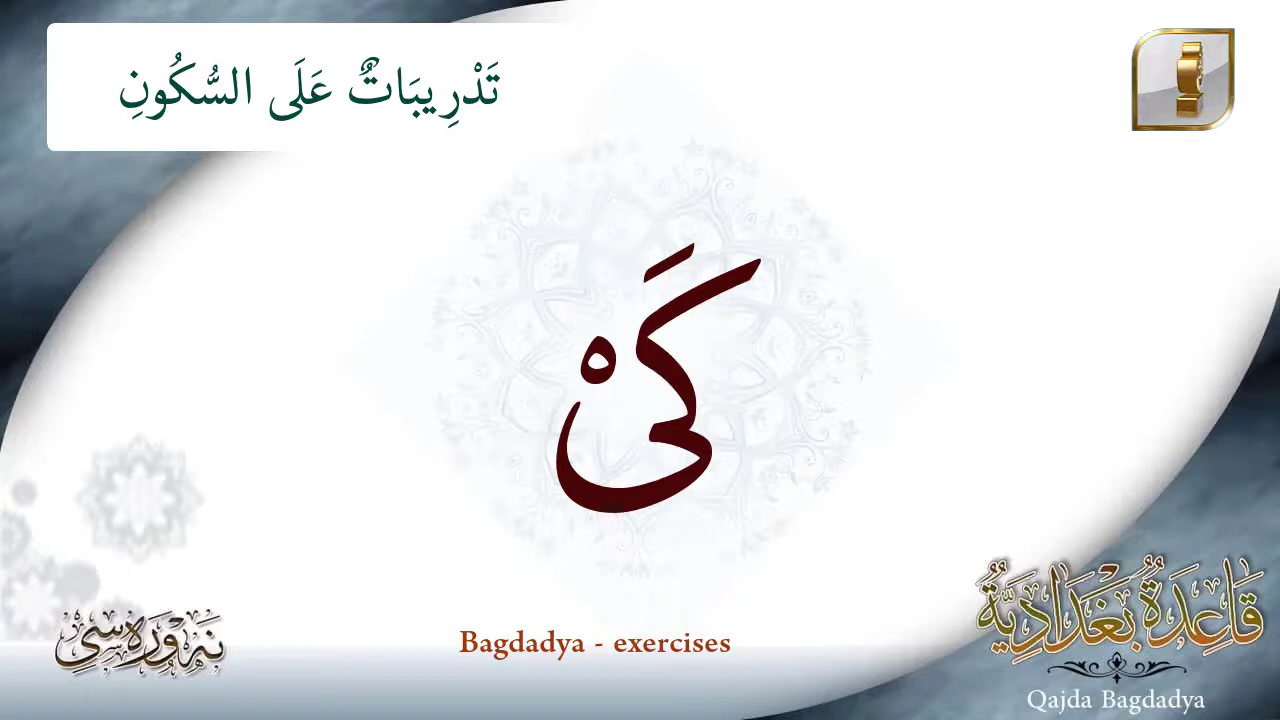 تَدْرِيبَاتٌ عَلَى السُّكُونِ
كَىْ
Bagdadya - exercises
قَاعِدَةٌ بَغْدَادِيَّةٌ
Qajda Bagdadya